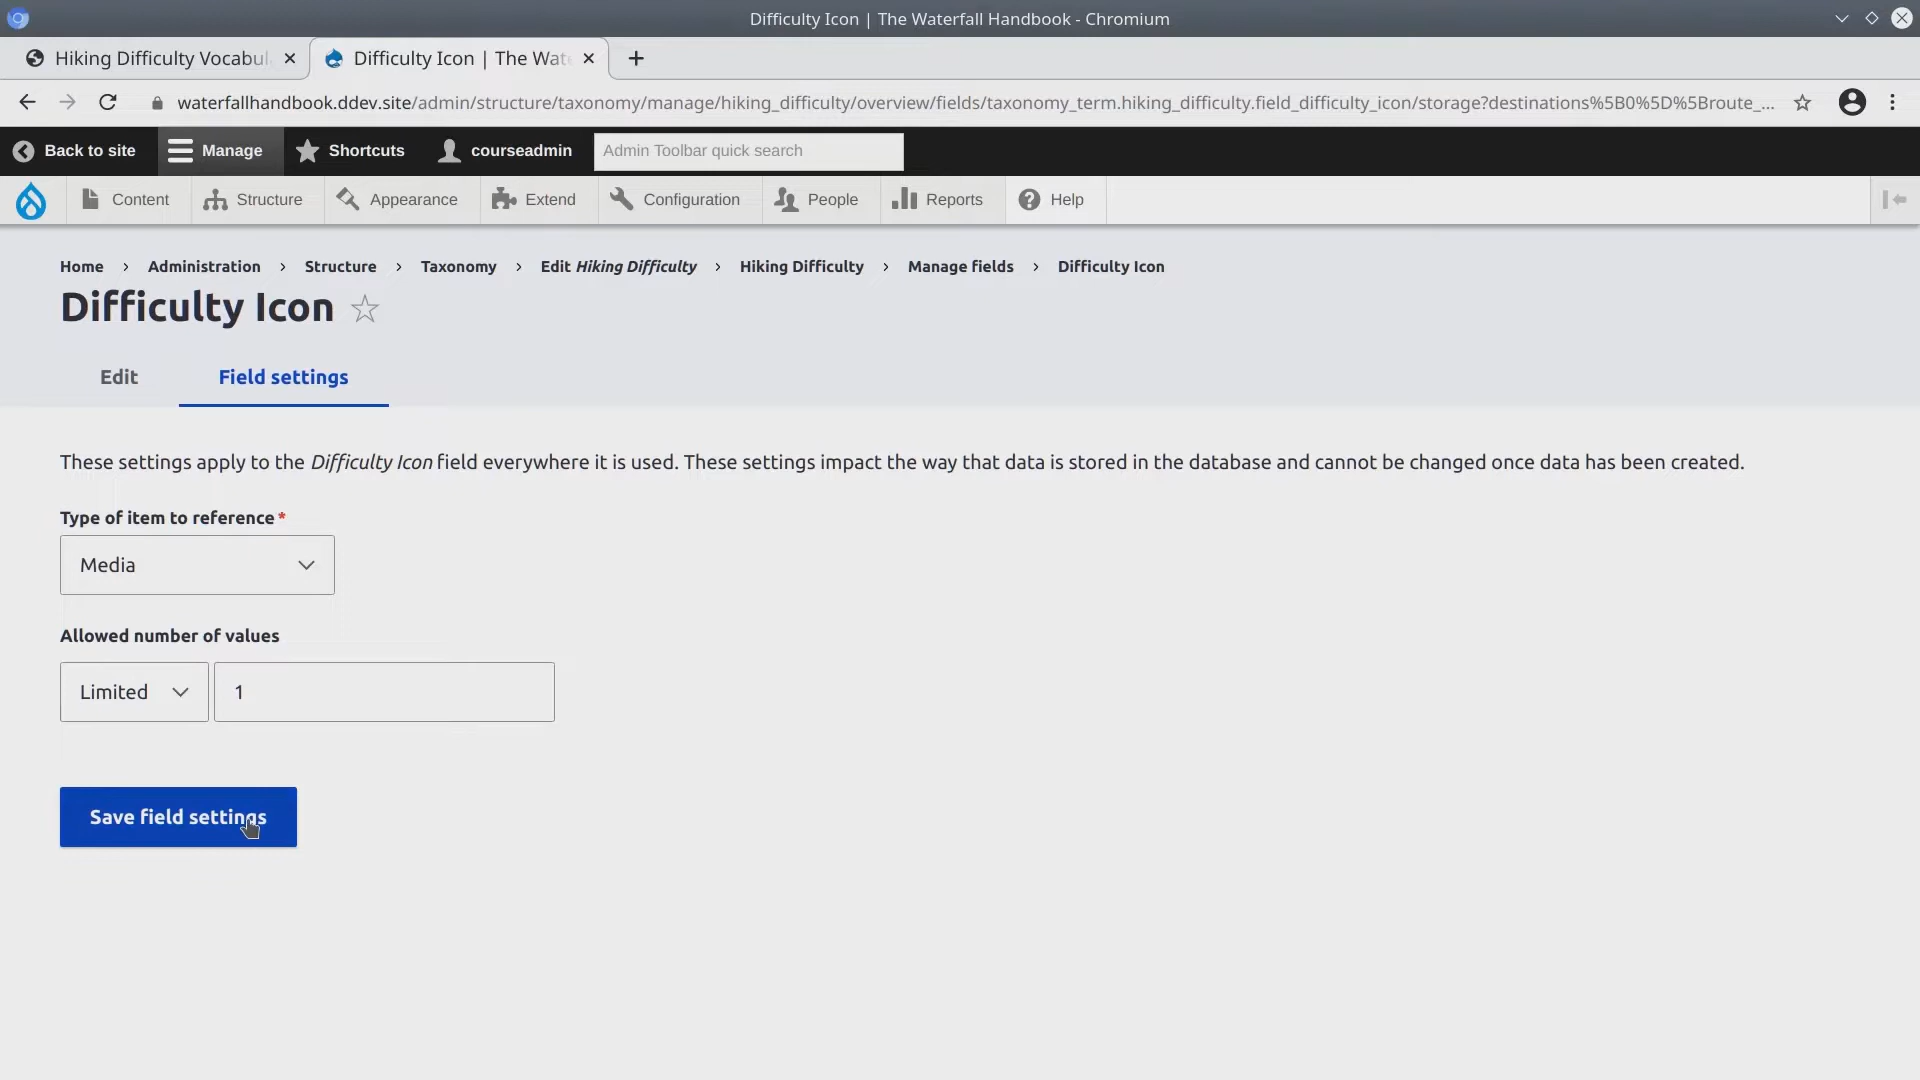 Difficulty Icon | The Waterfall Handbook - Chromium
Hiking Difficulty Vocabul
Difficulty Icon | The Wat
waterfallhandbook.ddev.site/admin/structure/taxonomy/manage/hiking_difficulty/overview/fields/taxonomy_term.hiking_difficulty.field_difficulty_icon/storage?destinations%5B0%5D%5Broute_...
Back to site Manage Shortcuts courseadmin Admin Toolbar quick search
Content Structure Appearance Extend Configuration People Reports Help
Home › Administration › Structure › Taxonomy › Edit Hiking Difficulty › Hiking Difficulty › Manage fields › Difficulty Icon
Difficulty Icon
Edit Field settings
These settings apply to the Difficulty Icon field everywhere it is used. These settings impact the way that data is stored in the database and cannot be changed once data has been created.
Type of item to reference*
Media
Allowed number of values
Limited 1
Save field settings